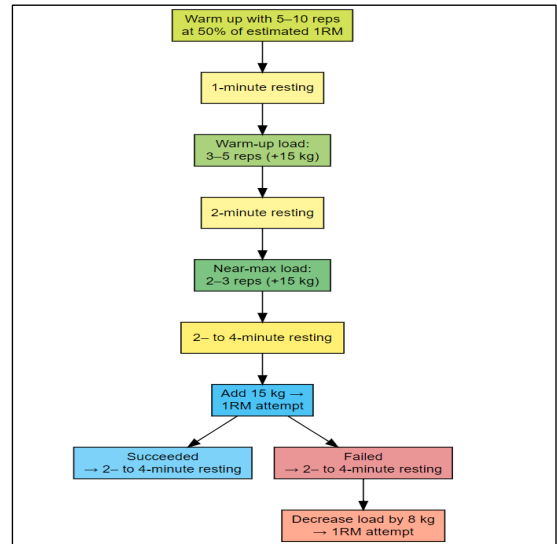 Warm up with 5–10 reps
at 50% of estimated 1RM
1-minute resting
Warm-up load:
3–5 reps (+15 kg)
2-minute resting
Near-max load:
2–3 reps (+15 kg)
2– to 4-minute resting
Add 15 kg →
1RM attempt
Succeeded
→ 2– to 4-minute resting
Failed
→ 2– to 4-minute resting
Decrease load by 8 kg
→ 1RM attempt